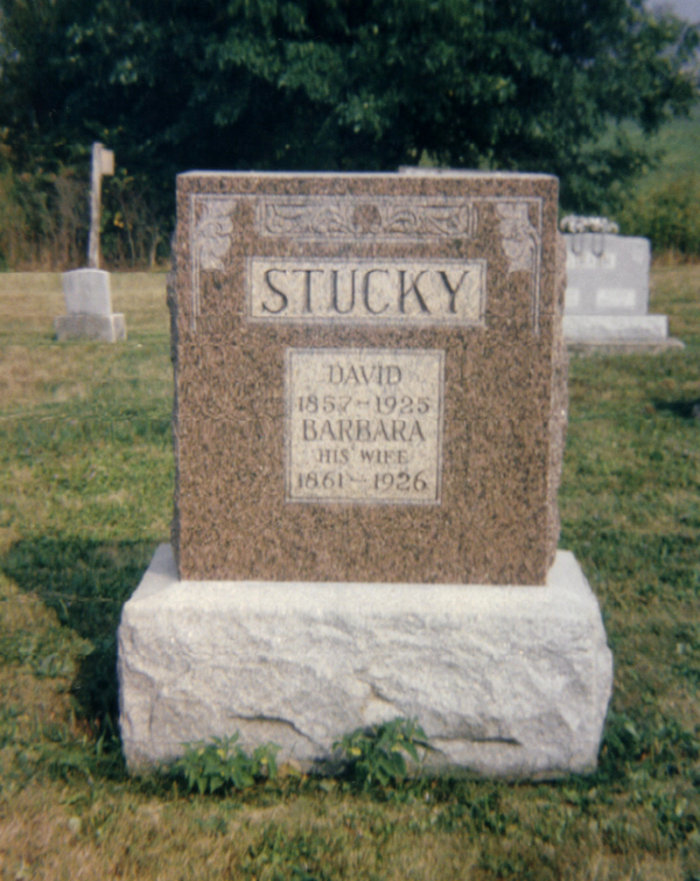 STUCKY
DAVID
1857-1925
BARBARA
HIS WIFE
1861-1926